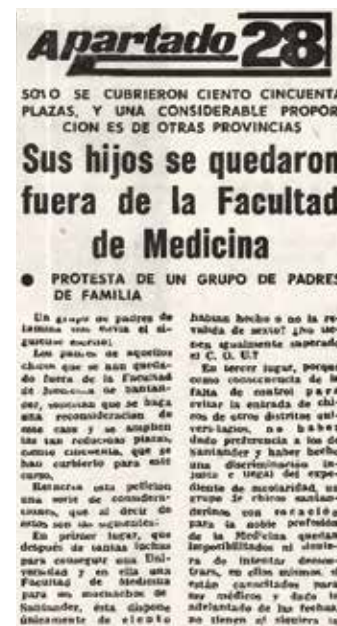 Apartado 28
SOLO SE CUBRIERON CIENTO CINCUENTA
PLAZAS, Y UNA CONSIDERABLE PROPOR
CION ES DE OTRAS PROVINCIAS
Sus hijos se quedaron
fuera de la Facultad
de Medicina
● PROTESTA DE UN GRUPO DE PADRES
DE FAMILIA
Un grupo de padres de
familia nos envía el si-
guiente escrito:
Los padres de aquellos
chicos que se han queda-
do fuera de la Facultad
de Medicina de Santan-
der, solicitan que se haga
una reconsideración de
este caso y se amplíen
las tan reducidas plazas,
ciento cincuenta, que se
han cubierto para este
curso.
esta petición
una serie de considera-
ciones, que al decir de
estos son las siguientes:
En primer lugar, que
después de tantas luchas
para conseguir una Uni-
versidad y en ella una
Facultad de Medicina
para los muchachos de
Santander, ésta dispone
únicamente de ciento
habían hecho o no la re-
válida de sexto? ¿No tie-
nen igualmente superado
el C. O. U.?
En tercer lugar, porque
como consecuencia de la
falta de control para
evitar la entrada de chi-
cos de otros distritos uni-
versitarios, no haber
dado preferencia a los de
Santander y haber hecho
una discriminación in-
justa e ilegal del expe-
diente de escolaridad, un
grupo de chicos santan-
derinos con vocación
para la noble profesión
de la Medicina quedan
imposibilitados ni siquie-
ra de intentar demos-
trar, en ellos mismos, si
están capacitados para
ser médicos y dado lo
adelantado de las fechas
no tienen ni siquiera la